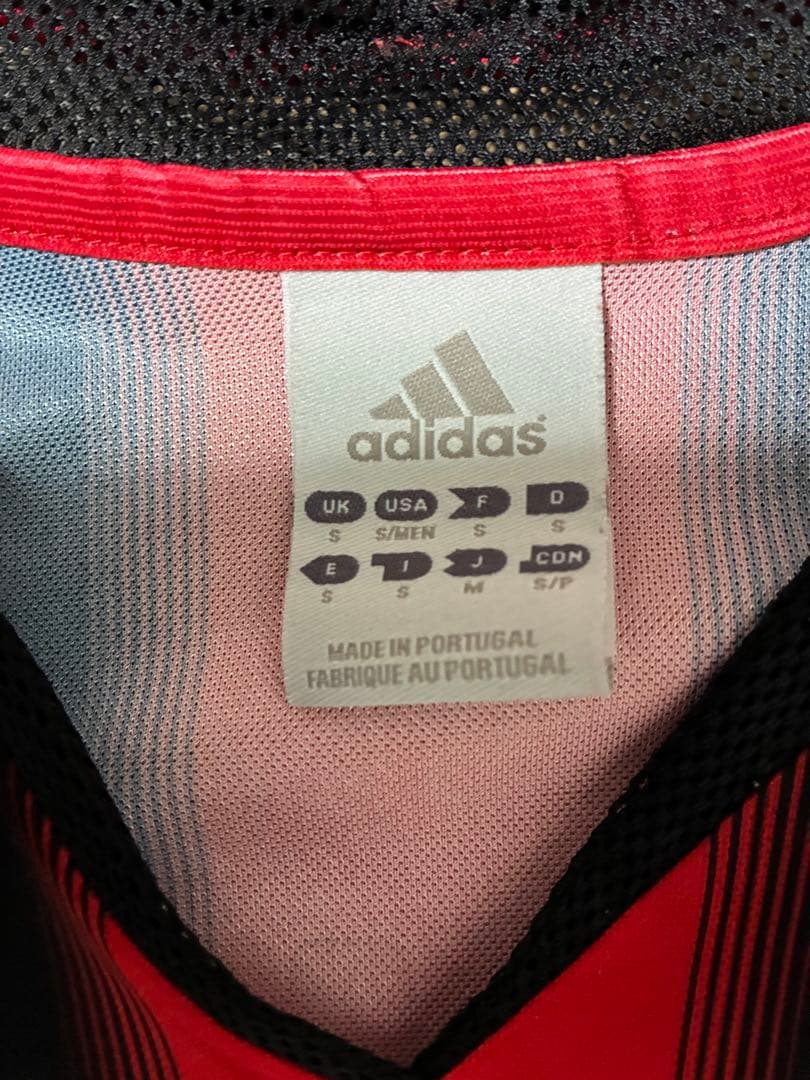 adidas
UK USA F D
S S/MEN S S
E I J CDN
S S M S/P
MADE IN PORTUGAL
FABRIQUE AU PORTUGAL